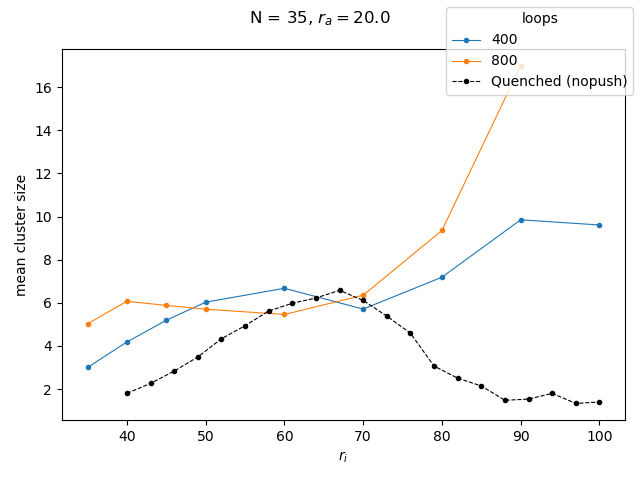 N = 35, $r_a = 20.0$
loops
400
800
Quenched (nopush)
mean cluster size
16
14
12
10
8
6
4
2
40 50 60 70 80 90 100
$r_i$